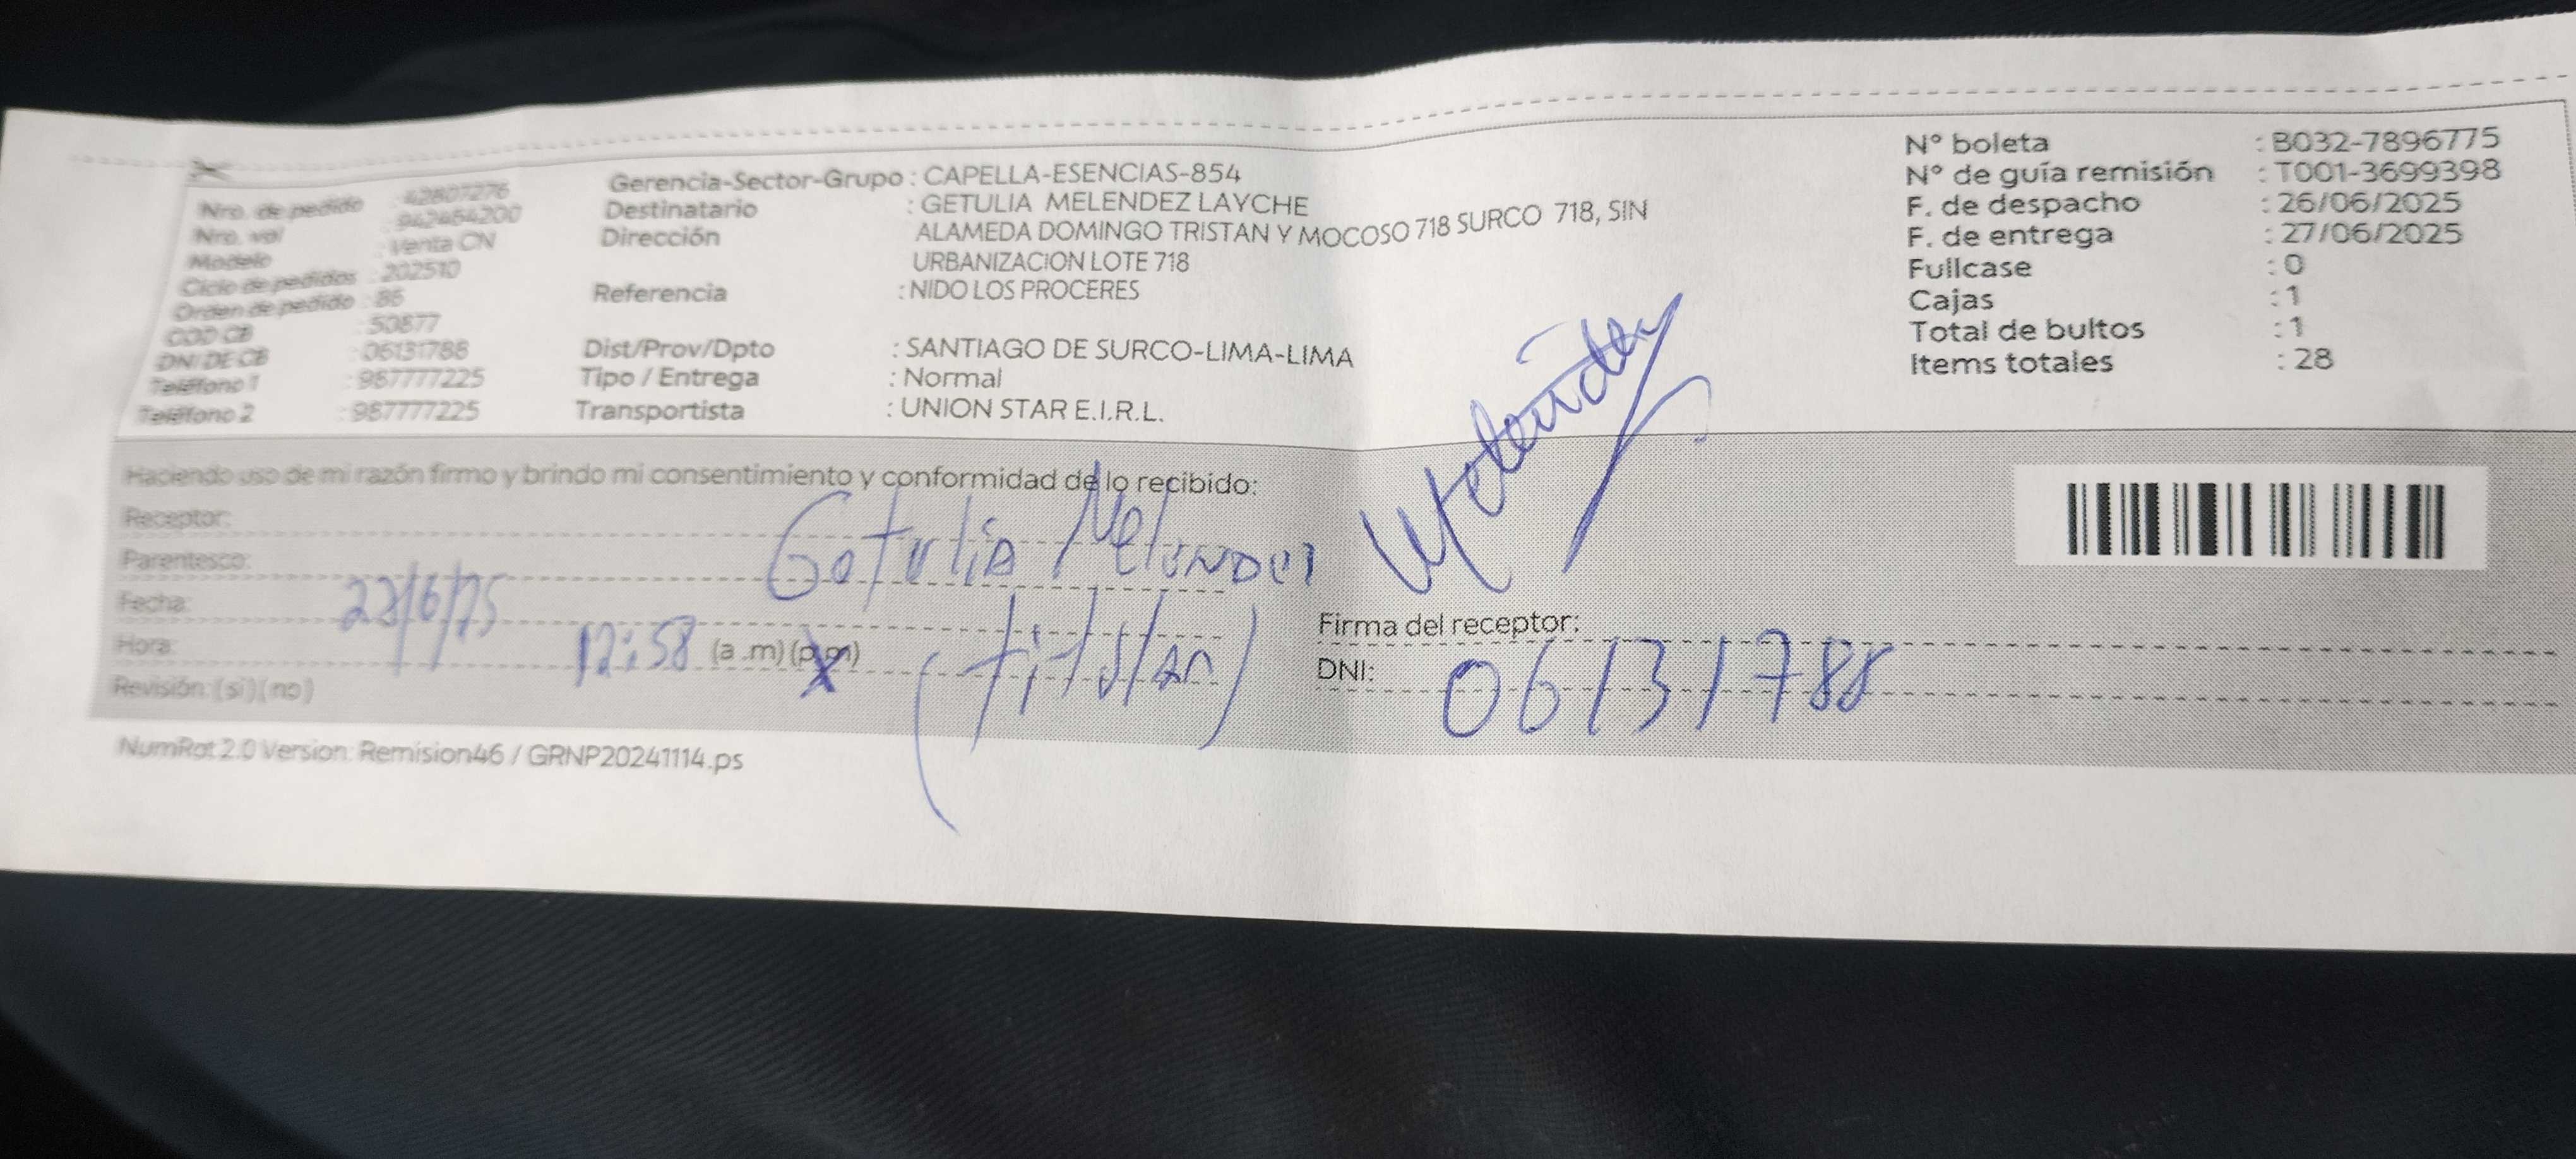 Nro. de pedido : 42807276
Nro. vol : 942464200
Modelo : Venta CN
Ciclo de pedidos : 202510
Orden de pedido : 86
COD CB : 50877
DNI DE CB : 06131788
Teléfono 1 : 987777225
Teléfono 2 : 987777225
Gerencia-Sector-Grupo : CAPELLA-ESENCIAS-854
Destinatario : GETULIA MELENDEZ LAYCHE
Dirección ALAMEDA DOMINGO TRISTAN Y MOCOSO 718 SURCO 718, SIN
URBANIZACION LOTE 718
Referencia : NIDO LOS PROCERES
Dist/Prov/Dpto : SANTIAGO DE SURCO-LIMA-LIMA
Tipo / Entrega : Normal
Transportista : UNION STAR E.I.R.L.
N° boleta : B032-7896775
N° de guía remisión : T001-3699398
F. de despacho : 26/06/2025
F. de entrega : 27/06/2025
Fullcase : 0
Cajas : 1
Total de bultos : 1
Items totales : 28
Haciendo uso de mi razón firmo y brindo mi consentimiento y conformidad de lo recibido:
Receptor: Getulia Melendez
Parentesco: (titular)
Fecha:
Hora: 12:58 (a .m) (p.m)
Revisión: (si) (no)
Firma del receptor:
DNI: 06131788
NumRot 2.0 Version: Remision46 / GRNP20241114.ps